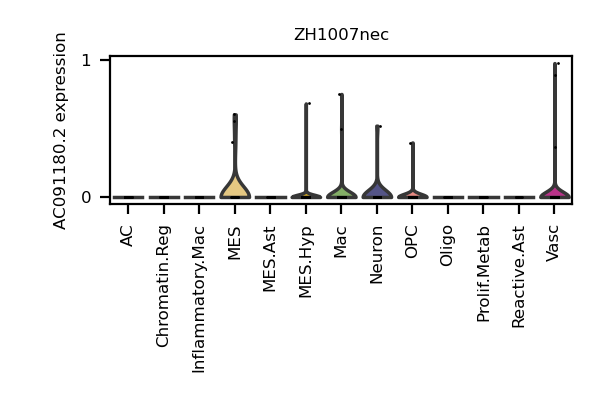 ZH1007nec
AC091180.2 expression
1
0
AC
Chromatin.Reg
Inflammatory.Mac
MES
MES.Ast
MES.Hyp
Mac
Neuron
OPC
Oligo
Prolif.Metab
Reactive.Ast
Vasc